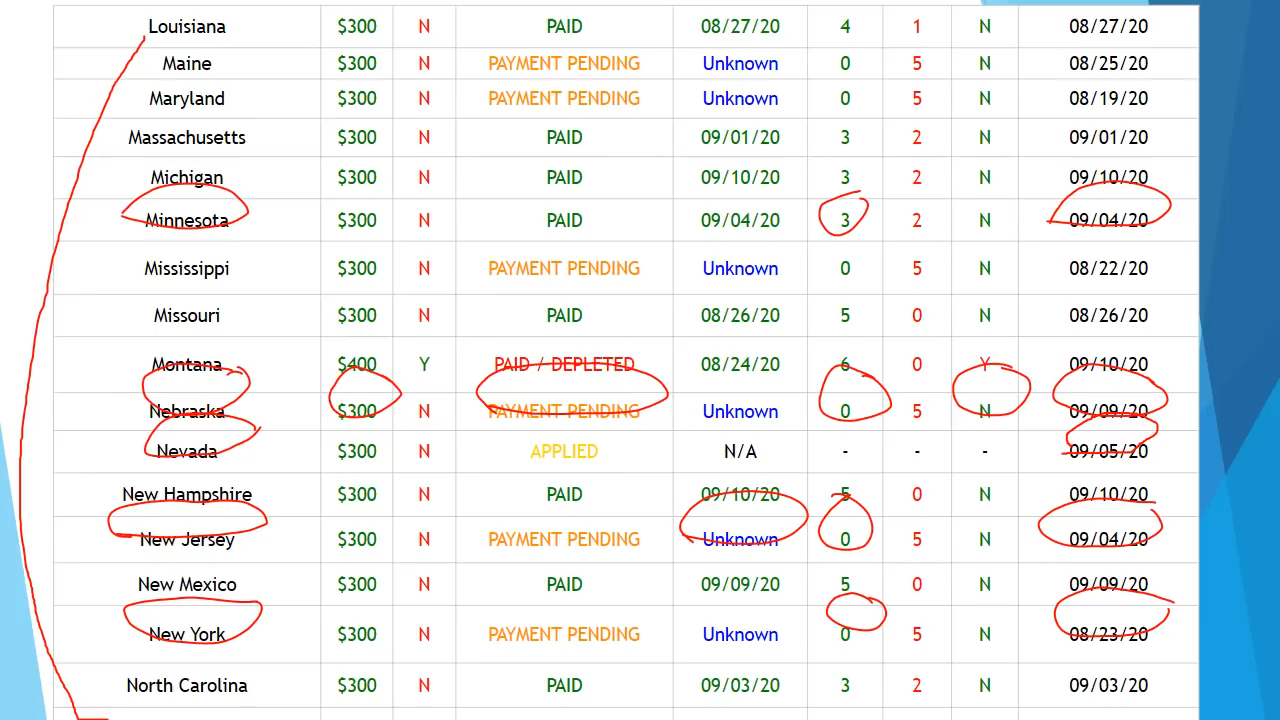 Louisiana $300 N PAID 08/27/20 4 1 N 08/27/20
Maine $300 N PAYMENT PENDING Unknown 0 5 N 08/25/20
Maryland $300 N PAYMENT PENDING Unknown 0 5 N 08/19/20
Massachusetts $300 N PAID 09/01/20 3 2 N 09/01/20
Michigan $300 N PAID 09/10/20 3 2 N 09/10/20
Minnesota $300 N PAID 09/04/20 3 2 N 09/04/20
Mississippi $300 N PAYMENT PENDING Unknown 0 5 N 08/22/20
Missouri $300 N PAID 08/26/20 5 0 N 08/26/20
Montana $400 Y PAID / DEPLETED 08/24/20 6 0 Y 09/10/20
Nebraska $300 N PAYMENT PENDING Unknown 0 5 N 09/09/20
Nevada $300 N APPLIED N/A - - - 09/05/20
New Hampshire $300 N PAID 09/10/20 5 0 N 09/10/20
New Jersey $300 N PAYMENT PENDING Unknown 0 5 N 09/04/20
New Mexico $300 N PAID 09/09/20 5 0 N 09/09/20
New York $300 N PAYMENT PENDING Unknown 0 5 N 08/23/20
North Carolina $300 N PAID 09/03/20 3 2 N 09/03/20